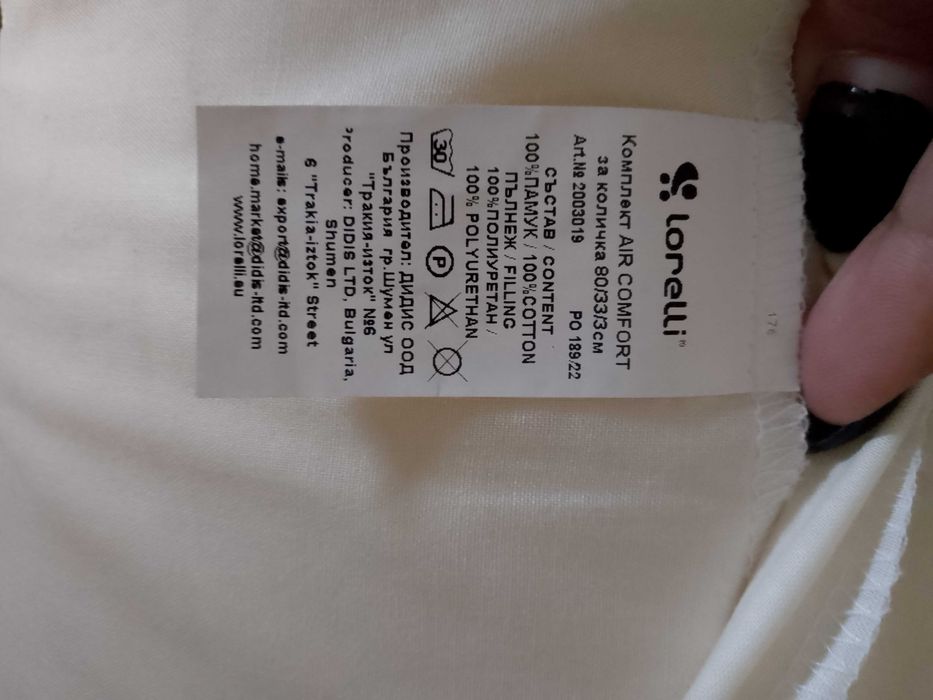 lorelli®
Комплект AIR COMFORT
за количка 80/33/3см
Art.№ 2003019 PO 189/22
СЪСТАВ / CONTENT
100%ПАМУК / 100%COTTON
ПЪЛНЕЖ / FILLING
100%ПОЛИУРЕТАН /
100% POLYURETHAN
30 P
Производител: ДИДИС ООД
България гр.Шумен ул
"Тракия-изток" №6
Producer: DIDIS LTD, Bulgaria,
Shumen
6 "Trakia-iztok" Street
e-mails: export@didis-ltd.com
home.market@didis-ltd.com
www.lorelli.eu
176